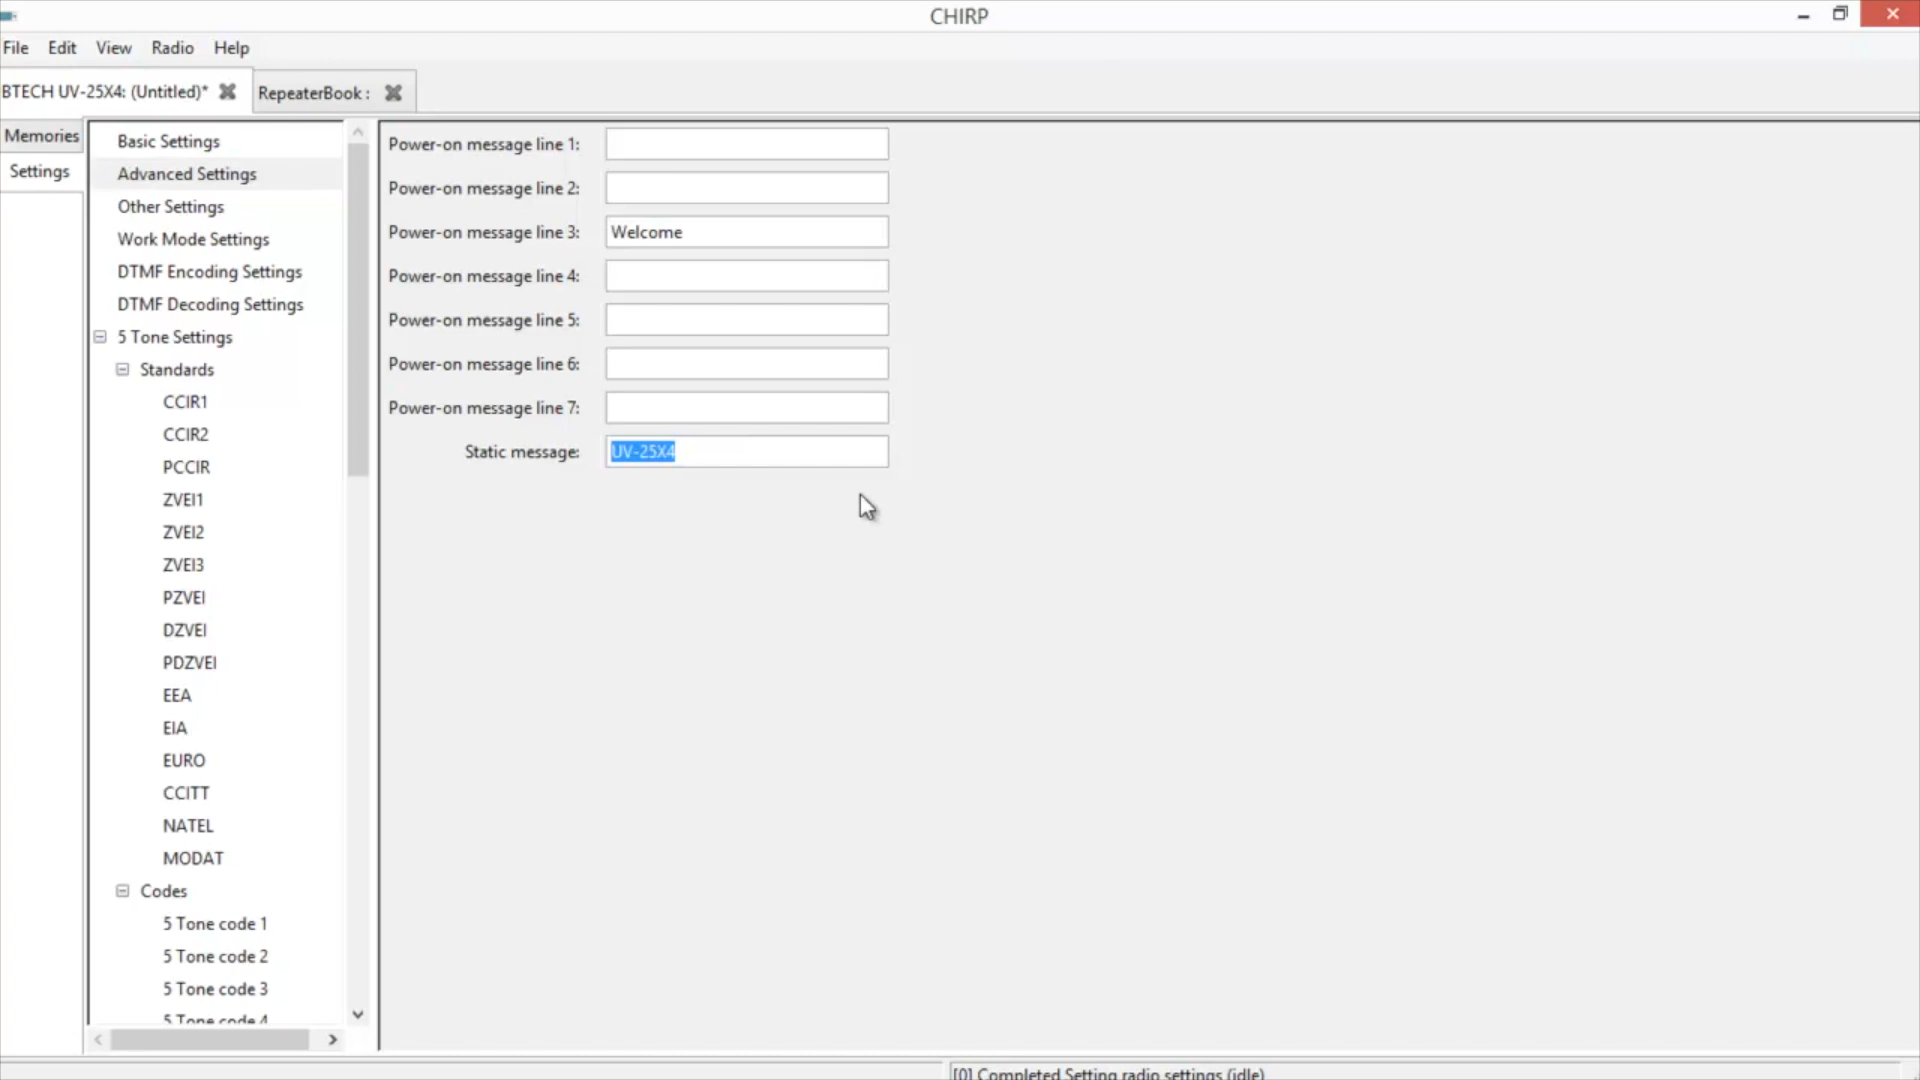 CHIRP
File Edit View Radio Help
BTECH UV-25X4: (Untitled)*
RepeaterBook :
Memories
Settings
Basic Settings
Advanced Settings
Other Settings
Work Mode Settings
DTMF Encoding Settings
DTMF Decoding Settings
5 Tone Settings
Standards
CCIR1
CCIR2
PCCIR
ZVEI1
ZVEI2
ZVEI3
PZVEI
DZVEI
PDZVEI
EEA
EIA
EURO
CCITT
NATEL
MODAT
Codes
5 Tone code 1
5 Tone code 2
5 Tone code 3
5 Tone code 4
Power-on message line 1:
Power-on message line 2:
Power-on message line 3: Welcome
Power-on message line 4:
Power-on message line 5:
Power-on message line 6:
Power-on message line 7:
Static message: UV-25X4
[0] Completed Setting radio settings (idle)